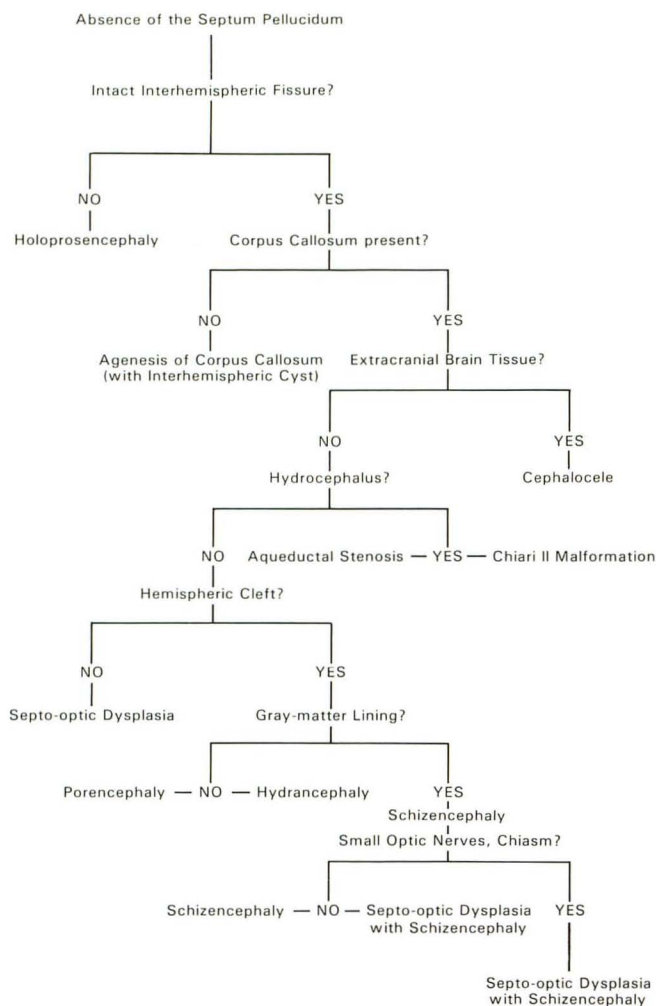 Absence of the Septum Pellucidum
Intact Interhemispheric Fissure?
NO
YES
Holoprosencephaly
Corpus Callosum present?
NO
YES
Agenesis of Corpus Callosum
(with Interhemispheric Cyst)
Extracranial Brain Tissue?
NO
YES
Hydrocephalus?
Cephalocele
NO
Aqueductal Stenosis — YES — Chiari II Malformation
Hemispheric Cleft?
NO
YES
Septo-optic Dysplasia
Gray-matter Lining?
Porencephaly — NO — Hydrancephaly
YES
Schizencephaly
Small Optic Nerves, Chiasm?
Schizencephaly — NO — Septo-optic Dysplasia
with Schizencephaly
YES
Septo-optic Dysplasia
with Schizencephaly